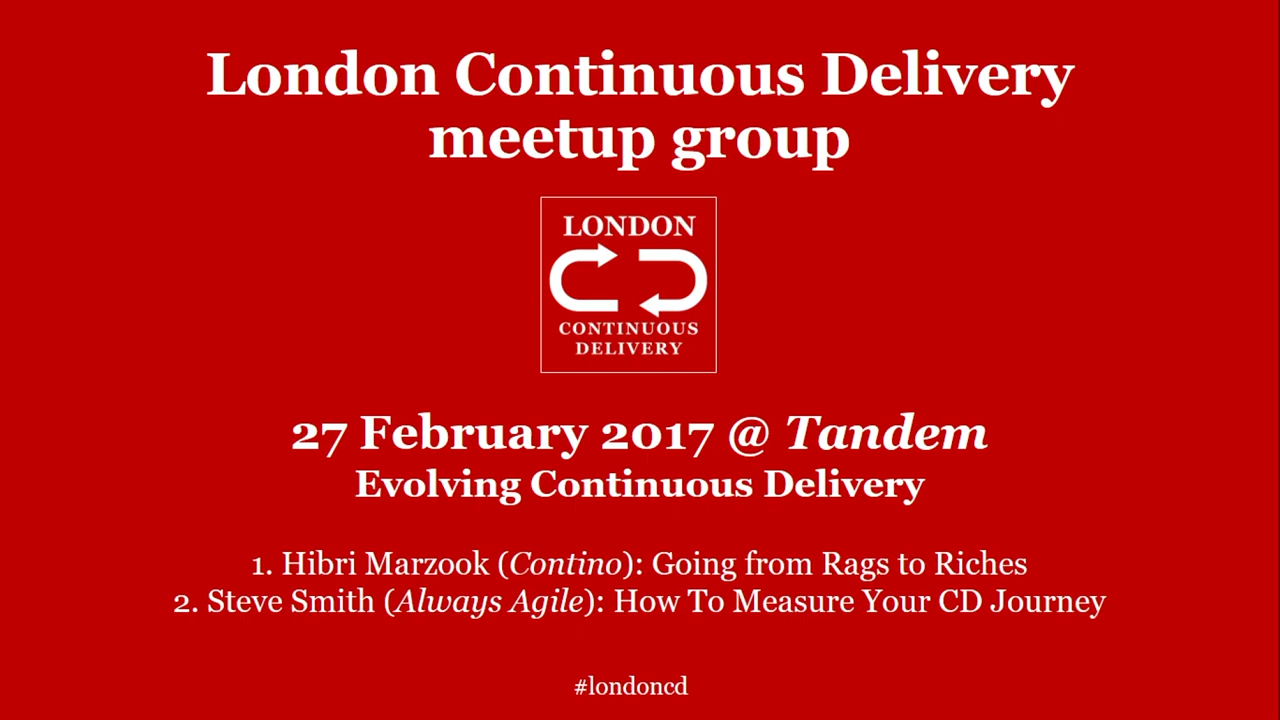 London Continuous Delivery
meetup group
LONDON
CONTINUOUS
DELIVERY
27 February 2017 @ Tandem
Evolving Continuous Delivery
1. Hibri Marzook (Contino): Going from Rags to Riches
2. Steve Smith (Always Agile): How To Measure Your CD Journey
#londoncd